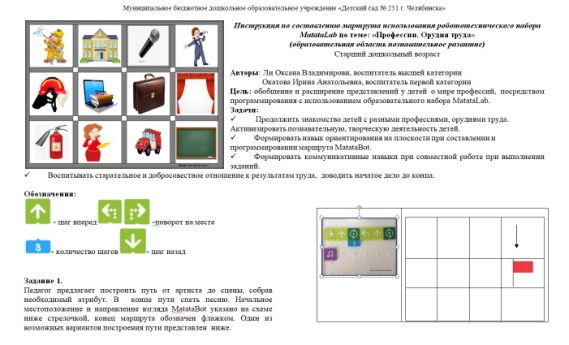 Муниципальное бюджетное дошкольное образовательное учреждение «Детский сад № 251 г. Челябинска»
Инструкция по составлению маршрута использования робототехнического набора
MatataLab по теме: «Профессии. Орудия труда»
(образовательная область познавательное развитие)
Старший дошкольный возраст
Авторы: Ли Оксана Владимировна, воспитатель высшей категории
Окатова Ирина Анатольевна, воспитатель первой категории
Цель: обобщение и расширение представлений у детей о мире профессий, посредством
программирования с использованием образовательного набора MatataLab.
Задачи:
✓ Продолжить знакомство детей с разными профессиями, орудиями труда.
Активизировать познавательную, творческую деятельность детей.
✓ Формировать навык ориентирования на плоскости при составлении и
программировании маршрута MatataBot.
✓ Формировать коммуникативные навыки при совместной работе при выполнении
заданий.
✓ Воспитывать старательное и добросовестное отношение к результатам труда, доводить начатое дело до конца.
Обозначения:
- шаг вперед -поворот на месте
3 - количество шагов - шаг назад
Задание 1.
Педагог предлагает построить путь от артиста до сцены, собрав
необходимый атрибут. В конце пути спеть песню. Начальное
местоположение и направление взгляда MatataBot указано на схеме
ниже стрелочкой, конец маршрута обозначен флажком. Один из
возможных вариантов построения пути представлен ниже.